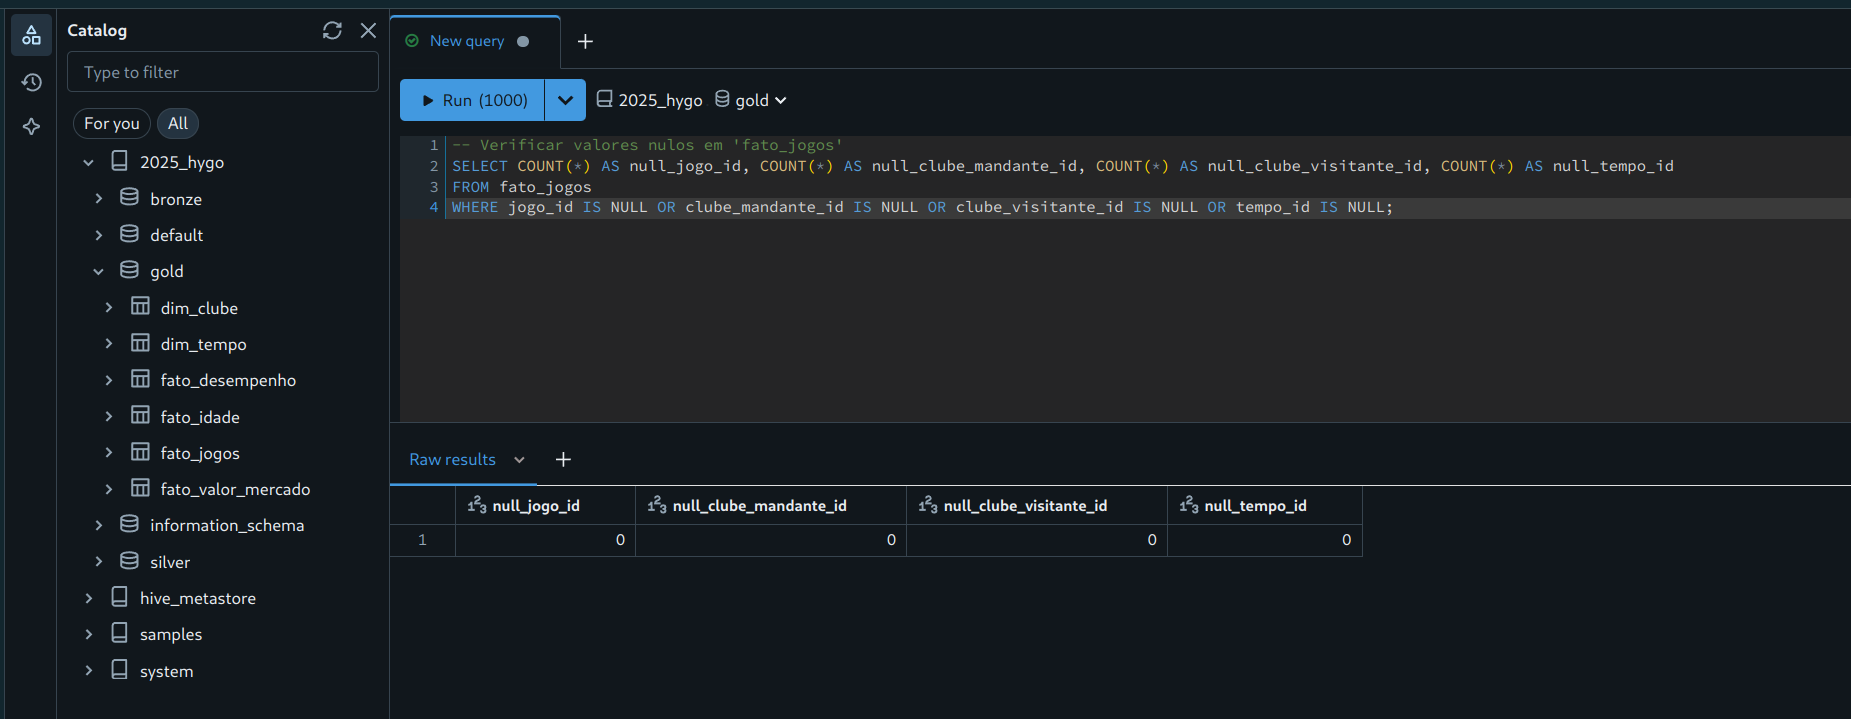 Catalog
Type to filter
For you
All
2025_hygo
bronze
default
gold
dim_clube
dim_tempo
fato_desempenho
fato_idade
fato_jogos
fato_valor_mercado
information_schema
silver
hive_metastore
samples
system
New query
Run (1000)
2025_hygo
gold
1 -- Verificar valores nulos em 'fato_jogos'
2 SELECT COUNT(*) AS null_jogo_id, COUNT(*) AS null_clube_mandante_id, COUNT(*) AS null_clube_visitante_id, COUNT(*) AS null_tempo_id
3 FROM fato_jogos
4 WHERE jogo_id IS NULL OR clube_mandante_id IS NULL OR clube_visitante_id IS NULL OR tempo_id IS NULL;
Raw results
123 null_jogo_id 123 null_clube_mandante_id 123 null_clube_visitante_id 123 null_tempo_id
1 0 0 0 0